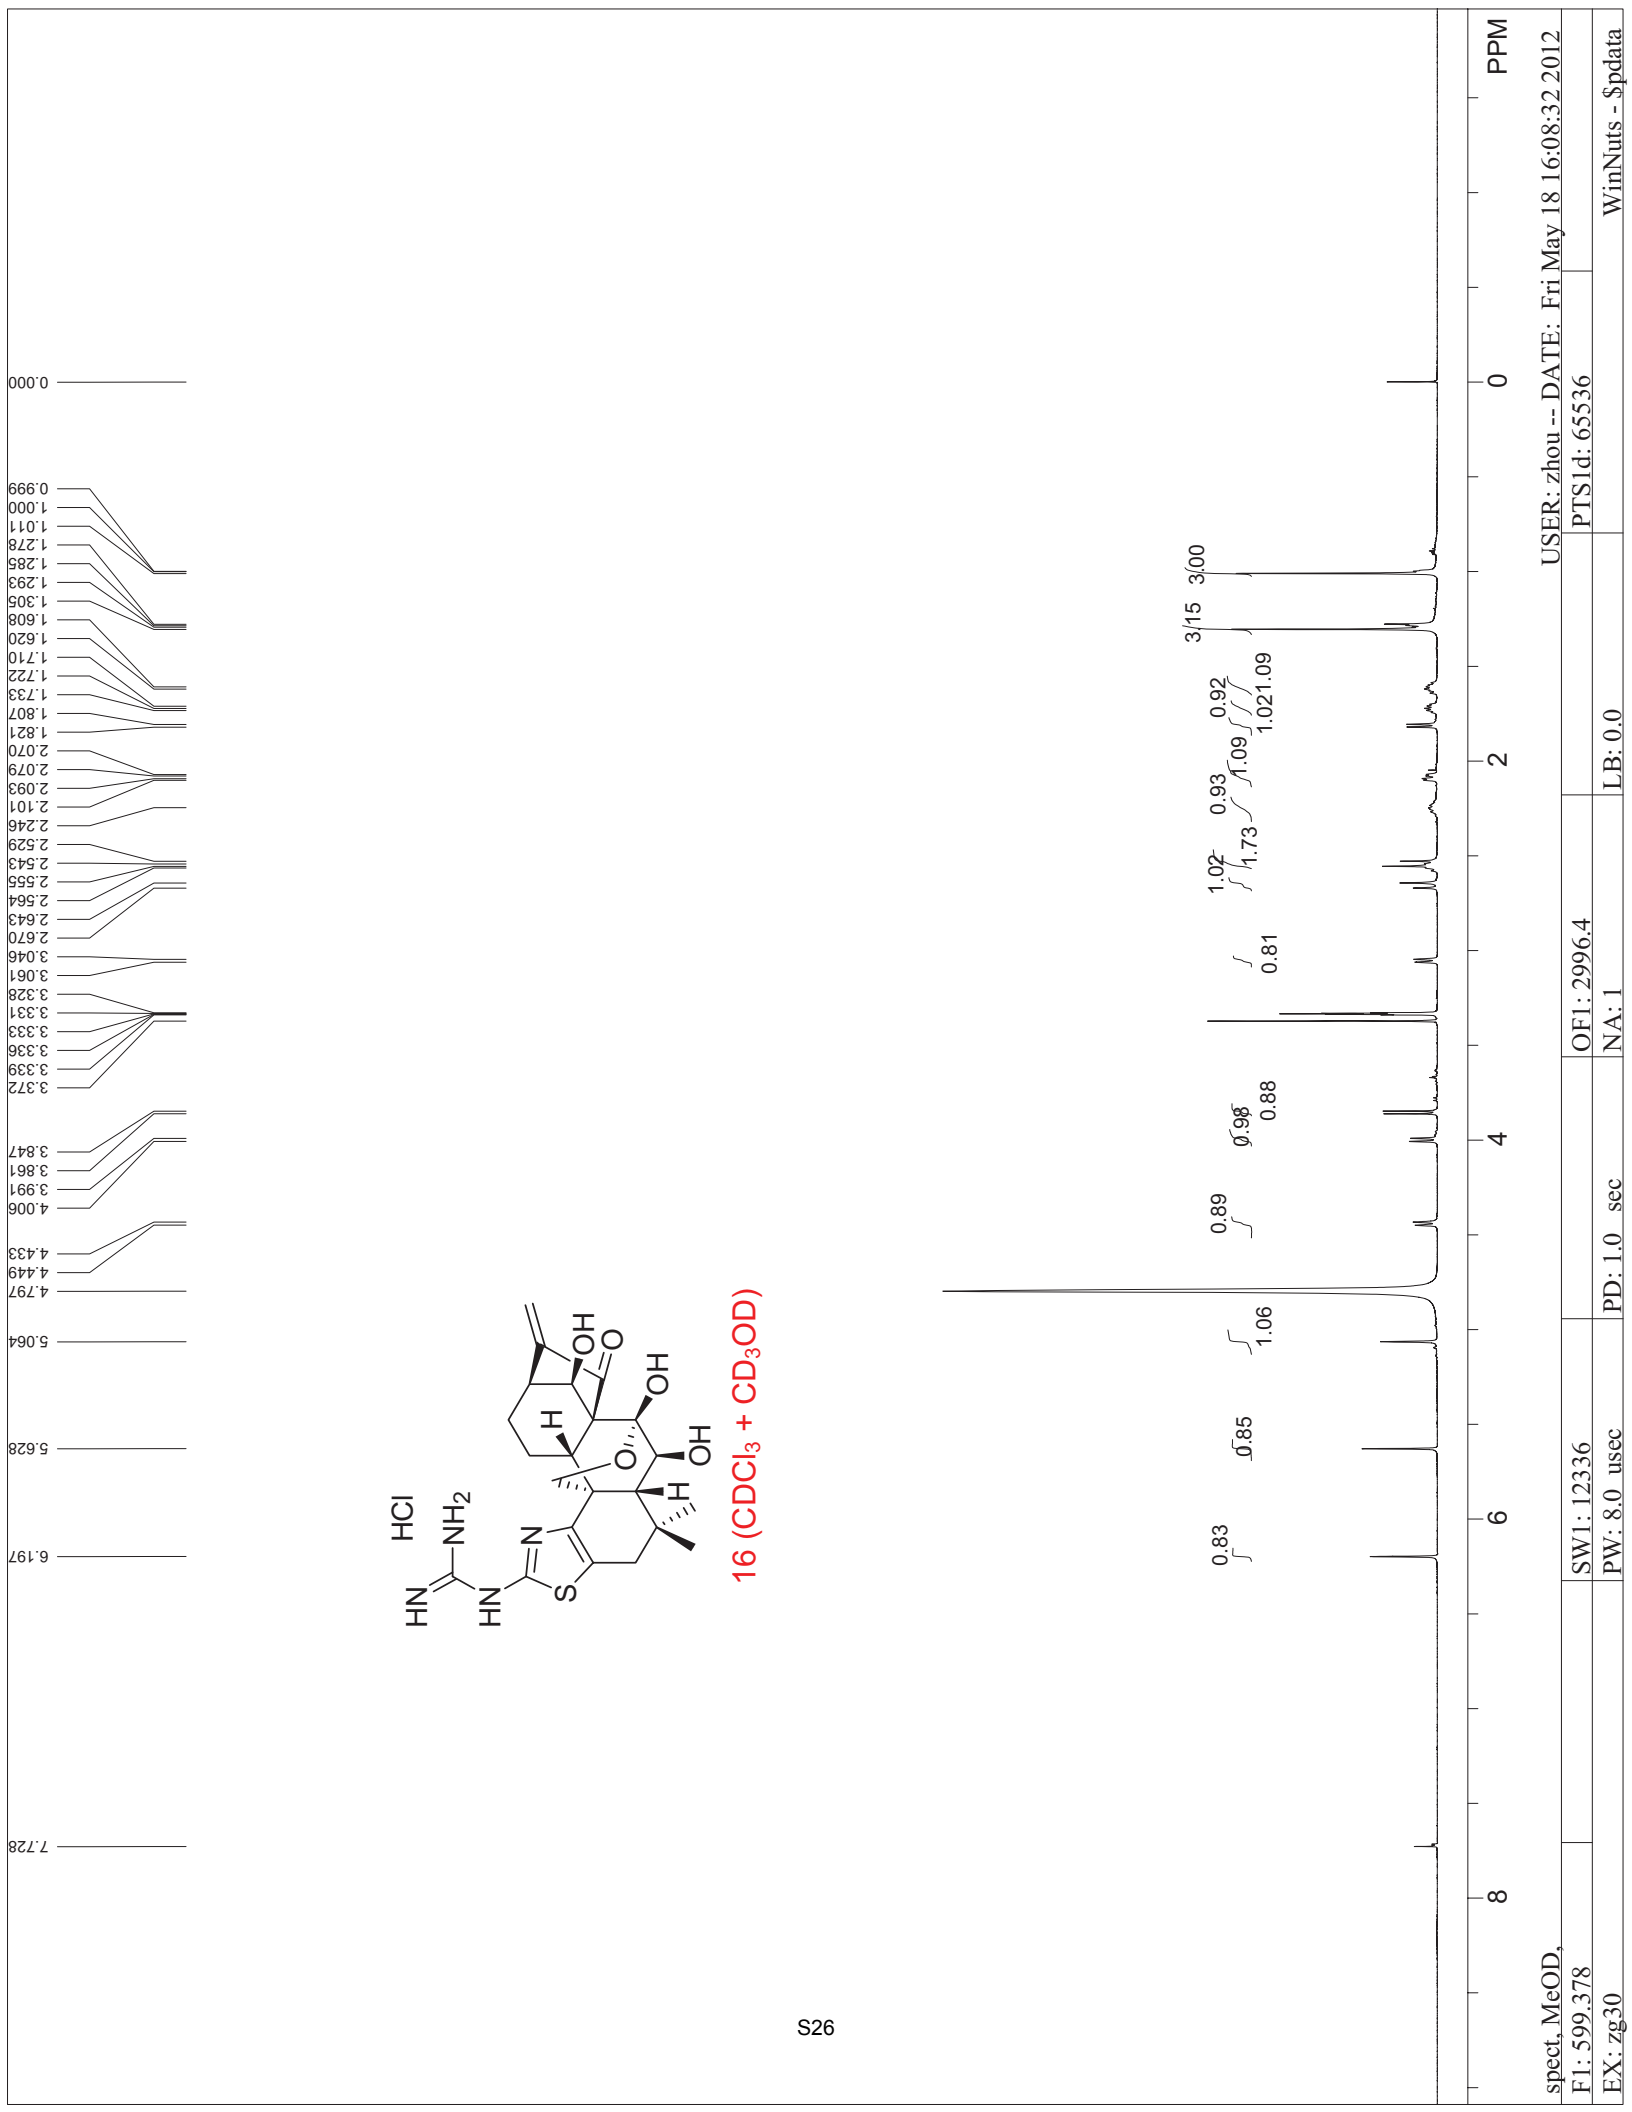 0.000
0.999
1.000
1.011
1.278
1.285
1.293
1.305
1.608
1.620
1.710
1.722
1.733
1.807
1.821
2.070
2.079
2.093
2.101
2.246
2.529
2.543
2.555
2.564
2.643
2.670
3.046
3.061
3.328
3.331
3.333
3.336
3.339
3.372
3.847
3.861
3.991
4.006
4.433
4.449
4.797
5.064
5.628
6.197
7.728
HCl
HN
NH2
HN
N
S
H
O
H
OH
O
OH
OH
16 (CDCl3 + CD3OD)
0.83
0.85
1.06
0.89
0.98
0.88
0.81
1.02
1.73
0.93
1.09
0.92
1.02
1.09
3.15
3.00
8
6
4
2
0
PPM
USER: zhou -- DATE: Fri May 18 16:08:32 2012
spect, MeOD,
F1: 599.378
SW1: 12336
OF1: 2996.4
PTS1d: 65536
EX: zg30
PW: 8.0 usec
PD: 1.0 sec
NA: 1
LB: 0.0
WinNuts - $pdata
S26